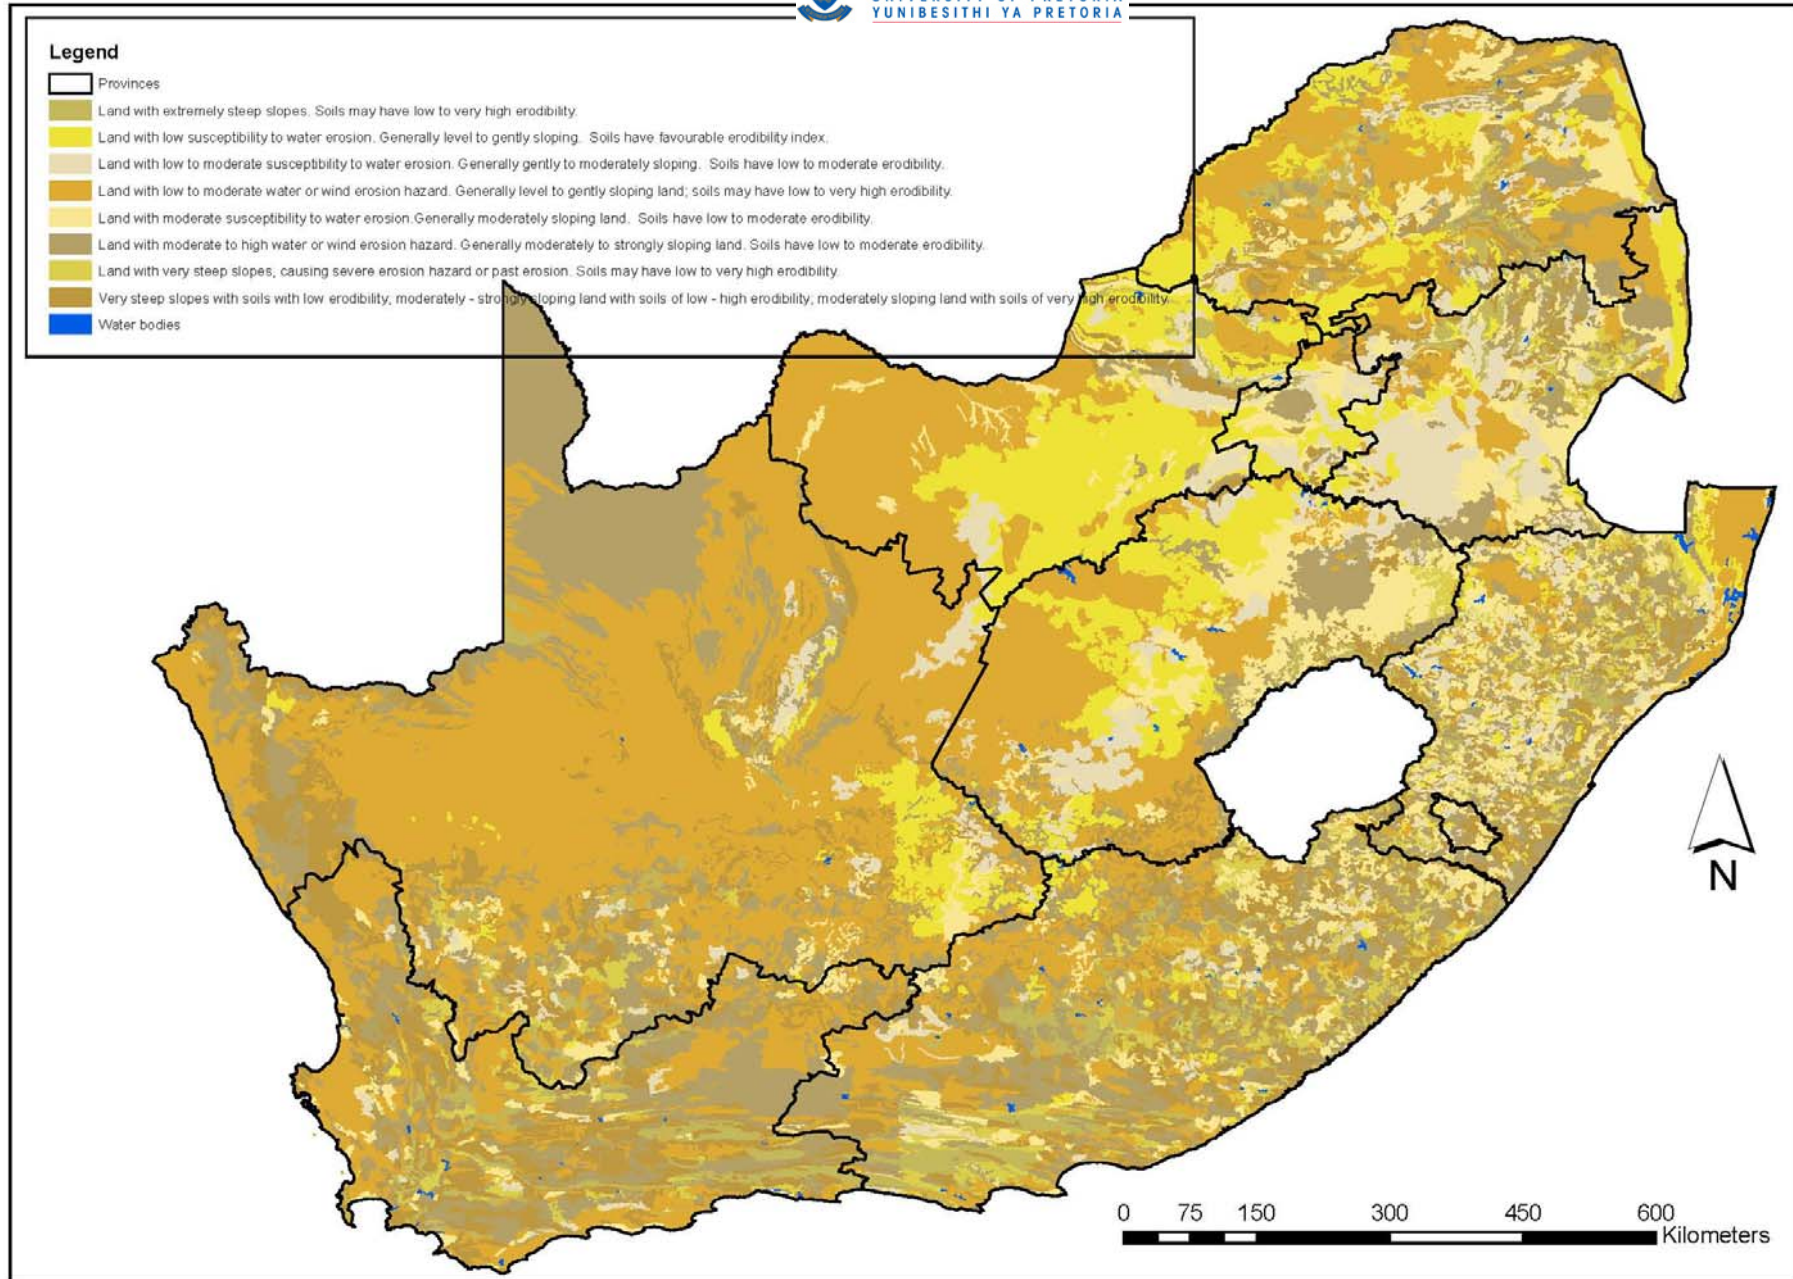 YUNIBESITHI YA PRETORIA
Legend
Provinces
Land with extremely steep slopes. Soils may have low to very high erodibility.
Land with low susceptibility to water erosion. Generally level to gently sloping. Soils have favourable erodibility index.
Land with low to moderate susceptibility to water erosion. Generally gently to moderately sloping. Soils have low to moderate erodibility.
Land with low to moderate water or wind erosion hazard. Generally level to gently sloping land; soils may have low to very high erodibility.
Land with moderate susceptibility to water erosion.Generally moderately sloping land. Soils have low to moderate erodibility.
Land with moderate to high water or wind erosion hazard. Generally moderately to strongly sloping land. Soils have low to moderate erodibility.
Land with very steep slopes, causing severe erosion hazard or past erosion. Soils may have low to very high erodibility.
Very steep slopes with soils with low erodibility; moderately - strongly sloping land with soils of low - high erodibility; moderately sloping land with soils of very high erodibility.
Water bodies
N
0 75 150 300 450 600
Kilometers